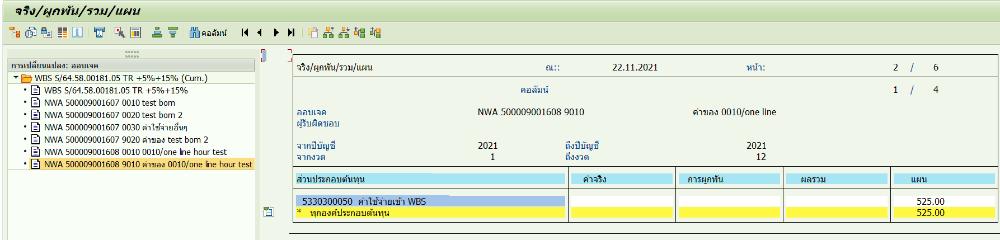 จริง/ผูกพัน/รวม/แผน
คอลัมน์
การเปลี่ยนแปลง: ออบเจค
WBS S/64.58.00181.05 TR +5%+15% (Cum.)
WBS S/64.58.00181.05 TR +5%+15%
NWA 500009001607 0010 test bom
NWA 500009001607 0020 test bom 2
NWA 500009001607 0030 ค่าใช้จ่ายอื่นๆ
NWA 500009001607 9020 ค่าของ test bom 2
NWA 500009001608 0010 0010/one line hour test
NWA 500009001608 9010 ค่าของ 0010/one line hour test
จริง/ผูกพัน/รวม/แผน ณ:: 22.11.2021 หน้า: 2 / 6
คอลัมน์ 1 / 4
ออบเจค NWA 500009001608 9010 ค่าของ 0010/one line
ผู้รับผิดชอบ
จากปีบัญชี 2021 ถึงปีบัญชี 2021
จากงวด 1 ถึงงวด 12
ส่วนประกอบต้นทุน ค่าจริง การผูกพัน ผลรวม แผน
5330300050 ค่าใช้จ่ายเข้า WBS 525.00
* ทุกองค์ประกอบต้นทุน 525.00